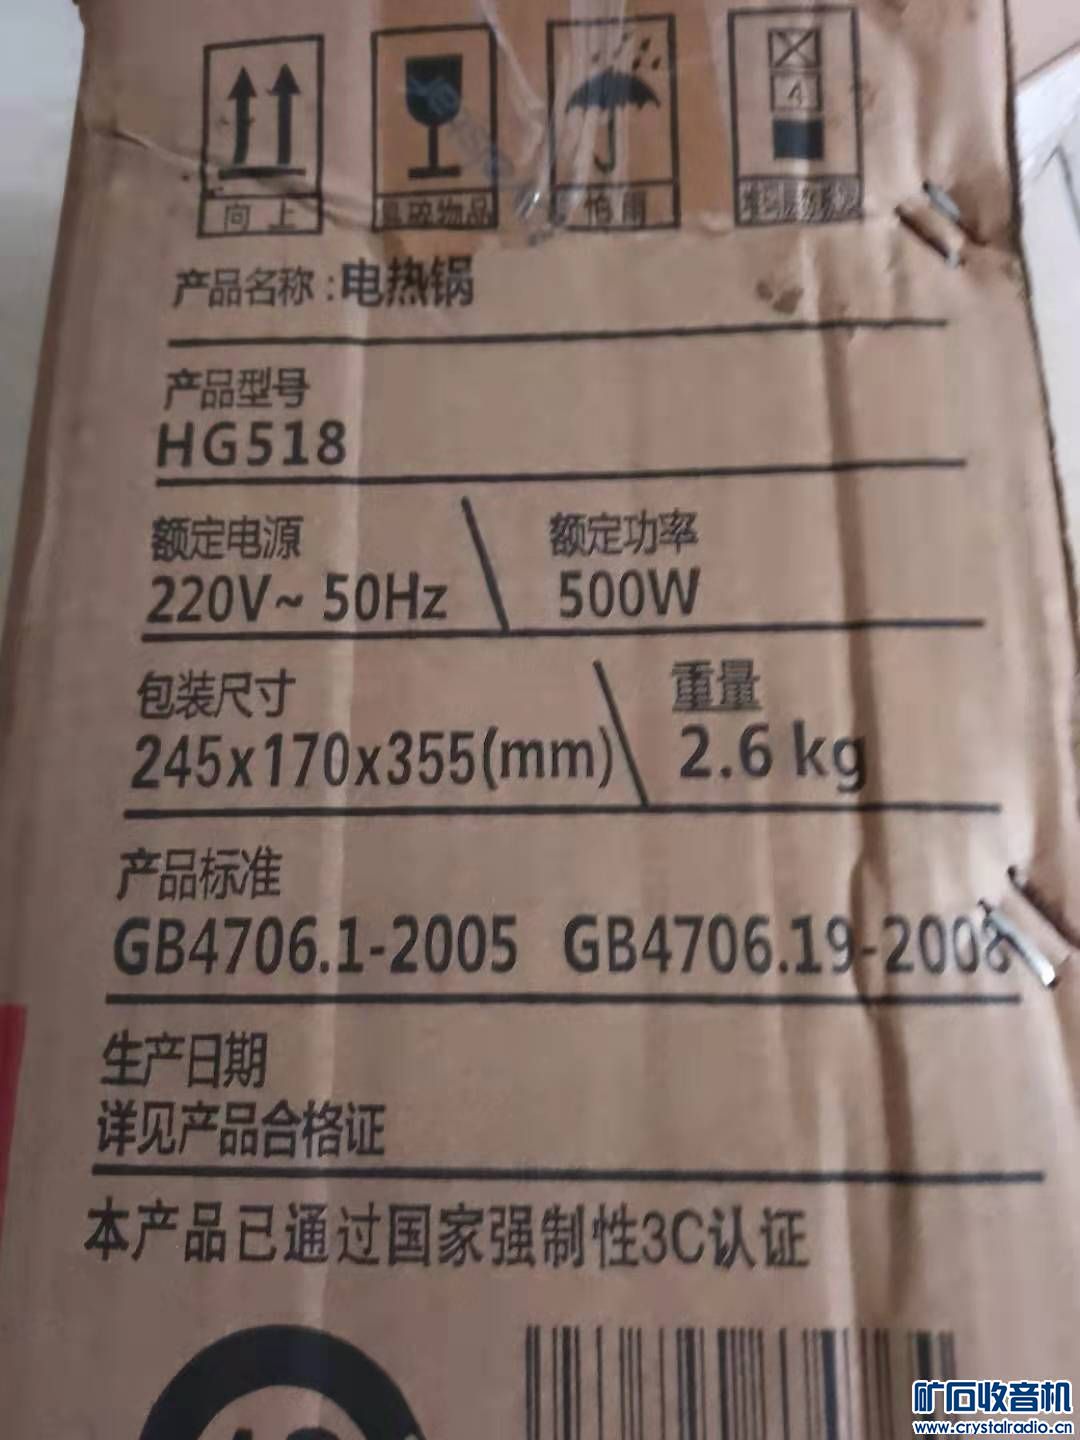 4
向上
易碎物品
怕雨
产品名称:电热锅
产品型号
HG518
额定电源
220V~ 50Hz
额定功率
500W
包装尺寸
245x170x355(mm)
重量
2.6 kg
产品标准
GB4706.1-2005 GB4706.19-2008
生产日期
详见产品合格证
本产品已通过国家强制性3C认证
矿石收音机
www.crystalradio.cn